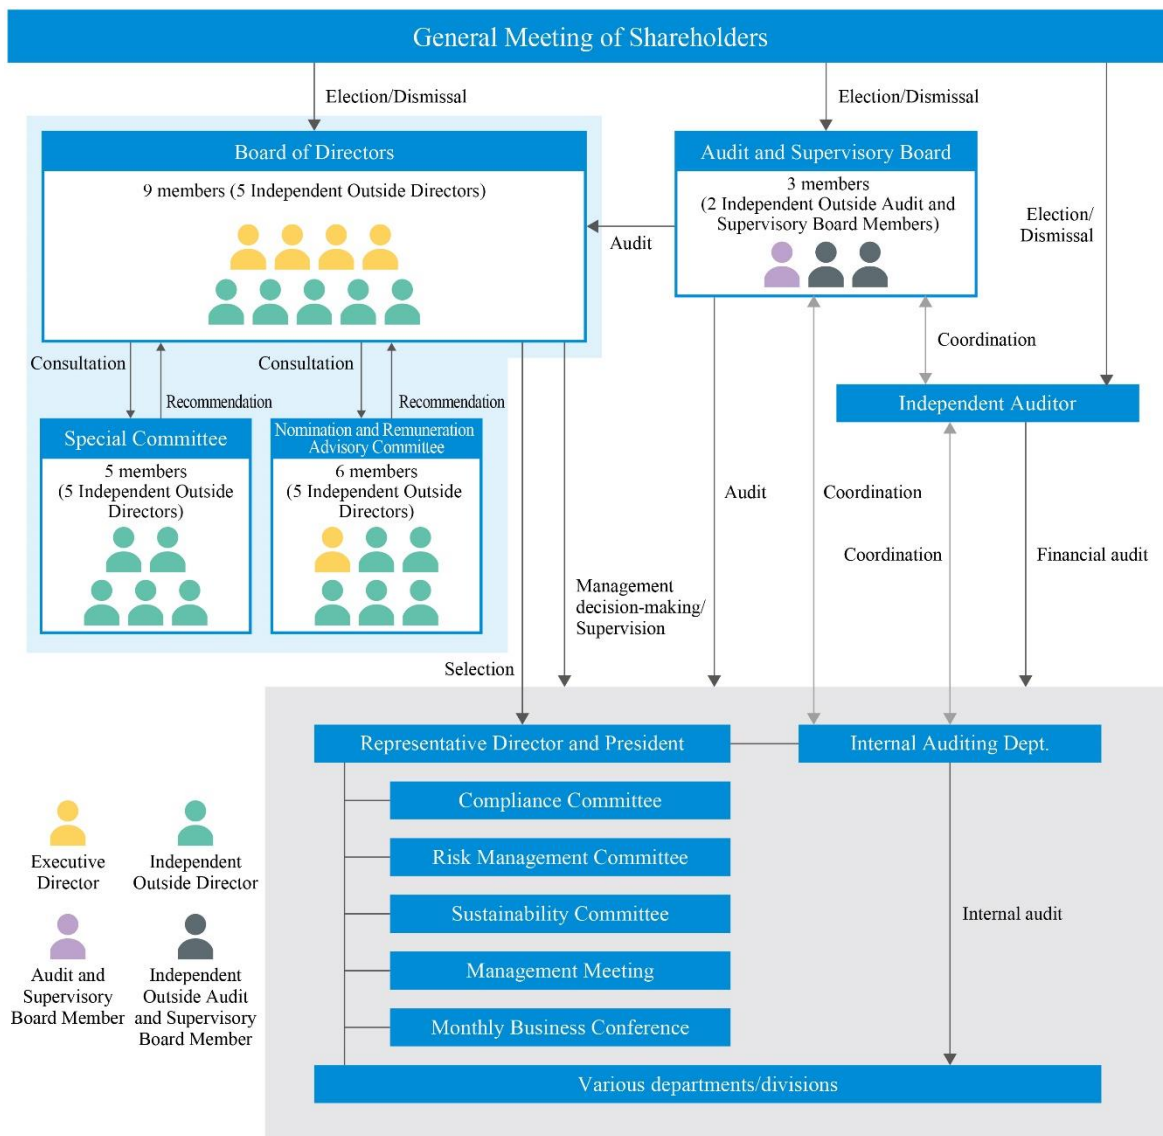 General Meeting of Shareholders
Election/Dismissal
Election/Dismissal
Election/
Dismissal
Board of Directors
9 members (5 Independent Outside Directors)
Audit and Supervisory Board
3 members
(2 Independent Outside Audit and
Supervisory Board Members)
Audit
Coordination
Independent Auditor
Consultation
Recommendation
Consultation
Recommendation
Special Committee
5 members
(5 Independent Outside
Directors)
Nomination and Remuneration
Advisory Committee
6 members
(5 Independent Outside
Directors)
Audit
Coordination
Coordination
Financial audit
Management
decision-making/
Supervision
Selection
Representative Director and President
Internal Auditing Dept.
Compliance Committee
Risk Management Committee
Sustainability Committee
Management Meeting
Monthly Business Conference
Internal audit
Various departments/divisions
Executive
Director
Independent
Outside Director
Audit and
Supervisory
Board Member
Independent
Outside Audit
and Supervisory
Board Member